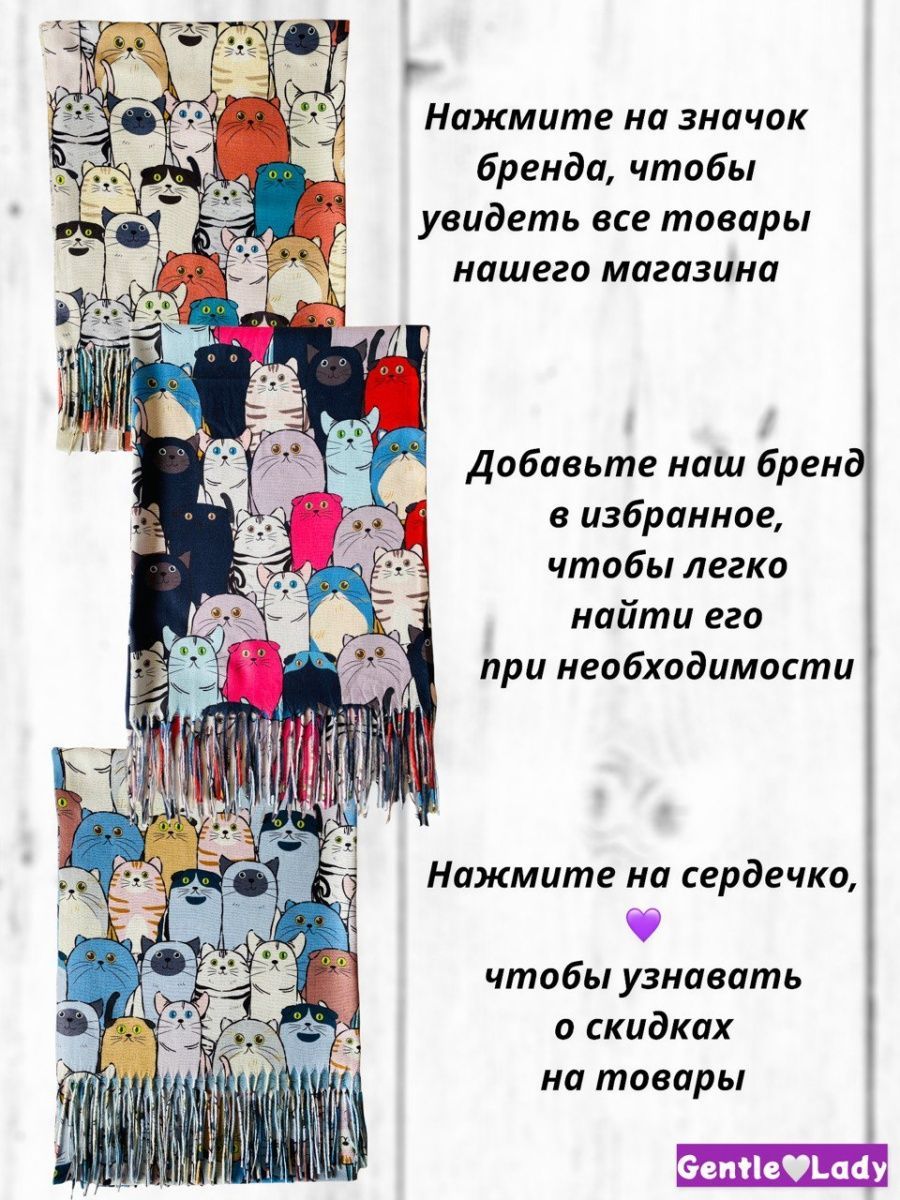 Нажмите на значок
бренда, чтобы
увидеть все товары
нашего магазина
Добавьте наш бренд
в избранное,
чтобы легко
найти его
при необходимости
Нажмите на сердечко,
💜
чтобы узнавать
о скидках
на товары
Gentle🤍Lady